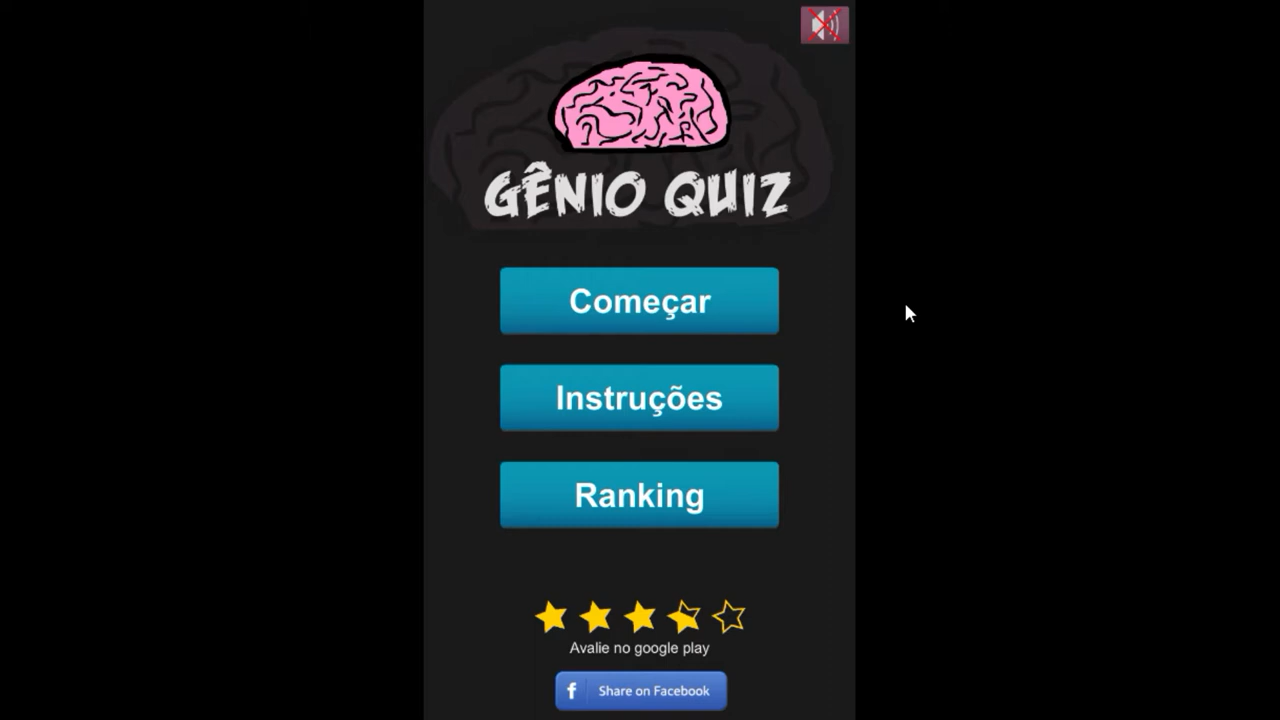 GÊNIO QUIZ
Começar
Instruções
Ranking
Avalie no google play
f Share on Facebook